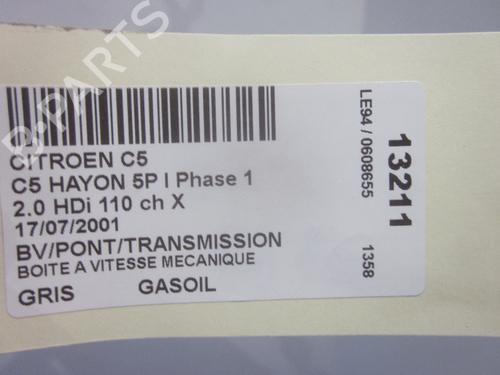 B-PARTS
CITROEN C5
C5 HAYON 5P I Phase 1
2.0 HDi 110 ch X
17/07/2001
BV/PONT/TRANSMISSION
BOITE A VITESSE MECANIQUE
GRIS GASOIL
LE94 / 0608655 1358
13211